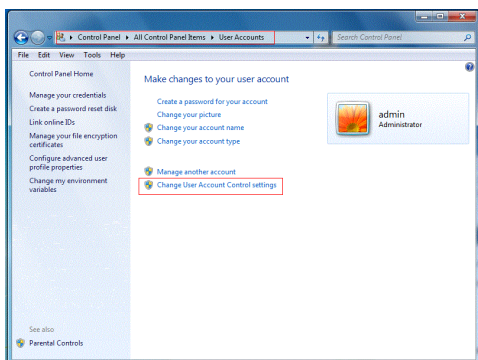 Control Panel ▸ All Control Panel Items ▸ User Accounts
Search Control Panel
File Edit View Tools Help
Control Panel Home
Manage your credentials
Create a password reset disk
Link online IDs
Manage your file encryption
certificates
Configure advanced user
profile properties
Change my environment
variables
See also
Parental Controls
Make changes to your user account
Create a password for your account
Change your picture
Change your account name
Change your account type
Manage another account
Change User Account Control settings
admin
Administrator